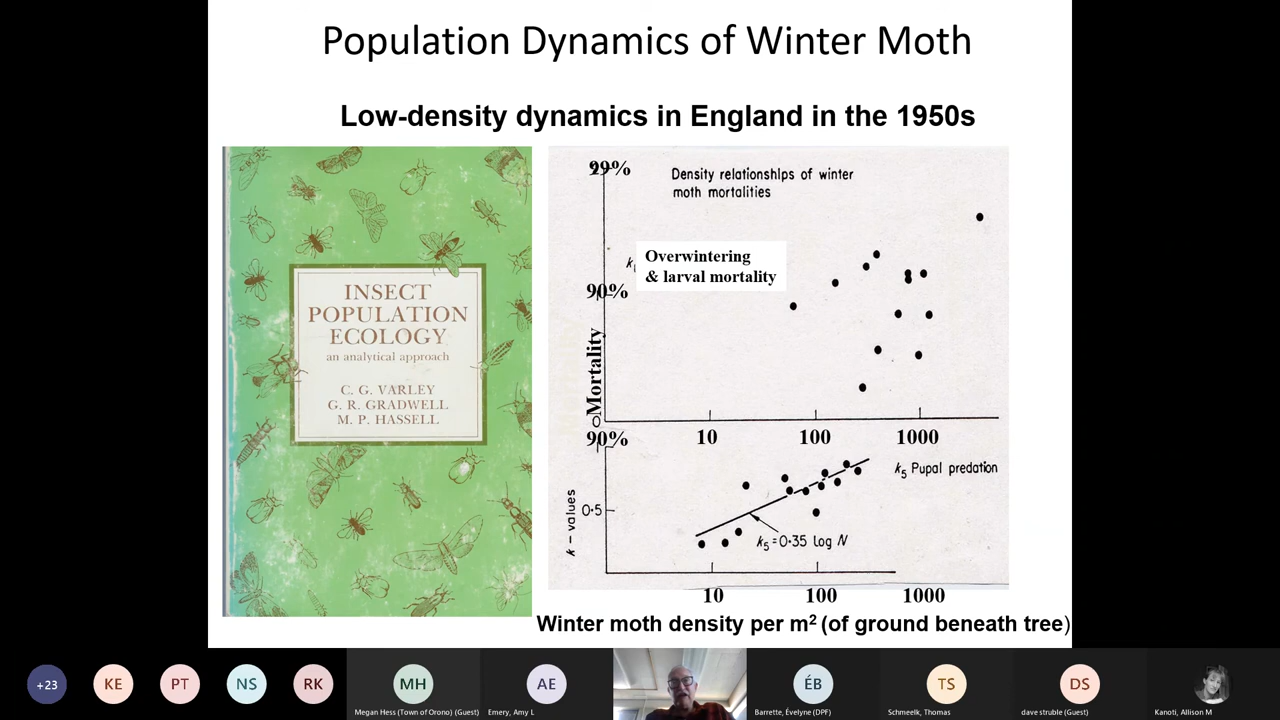 Population Dynamics of Winter Moth
Low-density dynamics in England in the 1950s
INSECT
POPULATION
ECOLOGY
an analytical approach
C. G. VARLEY
G. R. GRADWELL
M. P. HASSELL
Density relationships of winter
moth mortalities
Overwintering
& larval mortality
k
90%
Mortality
0
10 100 1000
90%
k5 Pupal predation
k – values
0·5
k5=0·35 log N
10 100 1000
Winter moth density per m² (of ground beneath tree)
+23
KE
PT
NS
RK
MH
Megan Hess (Town of Orono) (Guest)
AE
Emery, Amy L
ÉB
Barrette, Évelyne (DPF)
TS
Schmeelk, Thomas
DS
dave struble (Guest)
Kanoti, Allison M